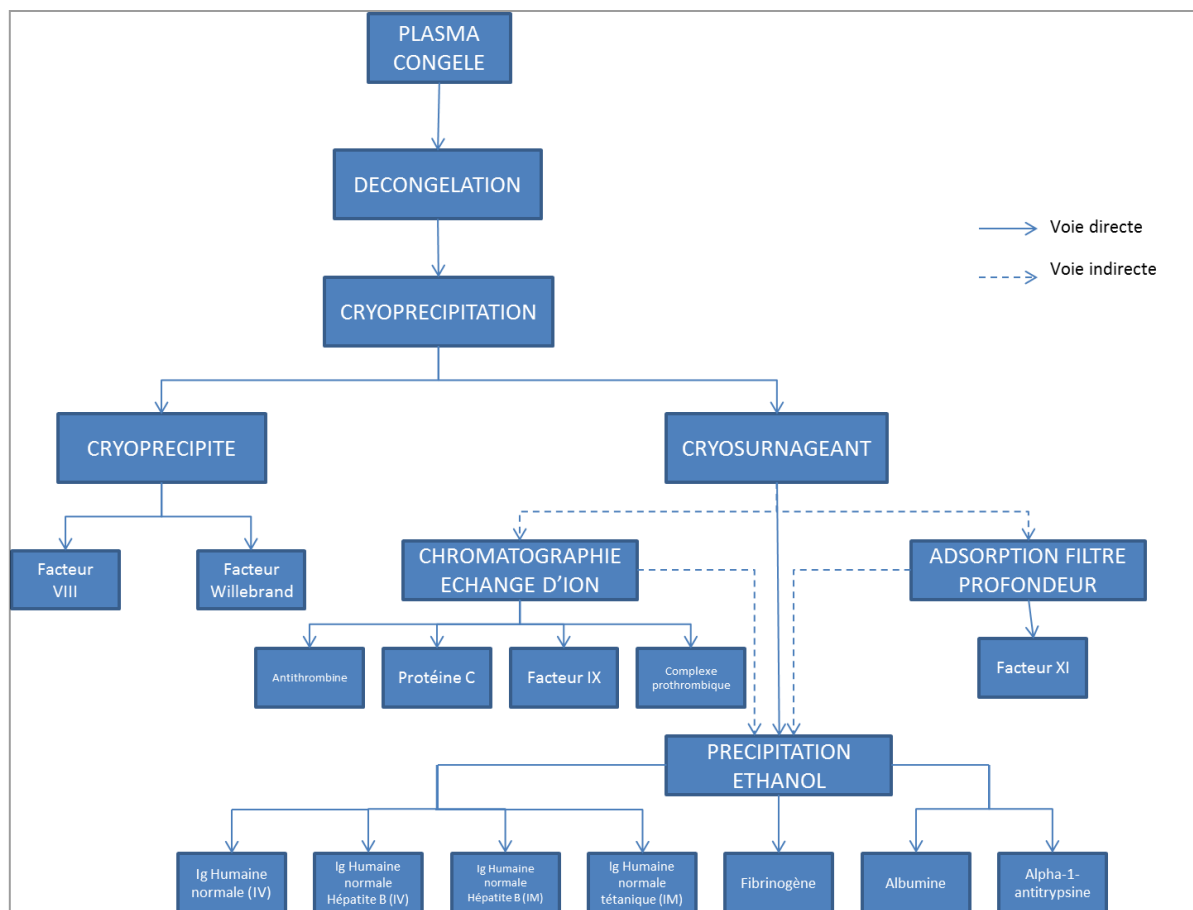 PLASMA
CONGELE
DECONGELATION
Voie directe
Voie indirecte
CRYOPRECIPITATION
CRYOPRECIPITE
CRYOSURNAGEANT
Facteur
VIII
Facteur
Willebrand
CHROMATOGRAPHIE
ECHANGE D’ION
ADSORPTION FILTRE
PROFONDEUR
Antithrombine
Protéine C
Facteur IX
Complexe
prothrombique
Facteur XI
PRECIPITATION
ETHANOL
Ig Humaine
normale (IV)
Ig Humaine
normale
Hépatite B (IV)
Ig Humaine
normale
Hépatite B (IM)
Ig Humaine
normale
tétanique (IM)
Fibrinogène
Albumine
Alpha-1-
antitrypsine